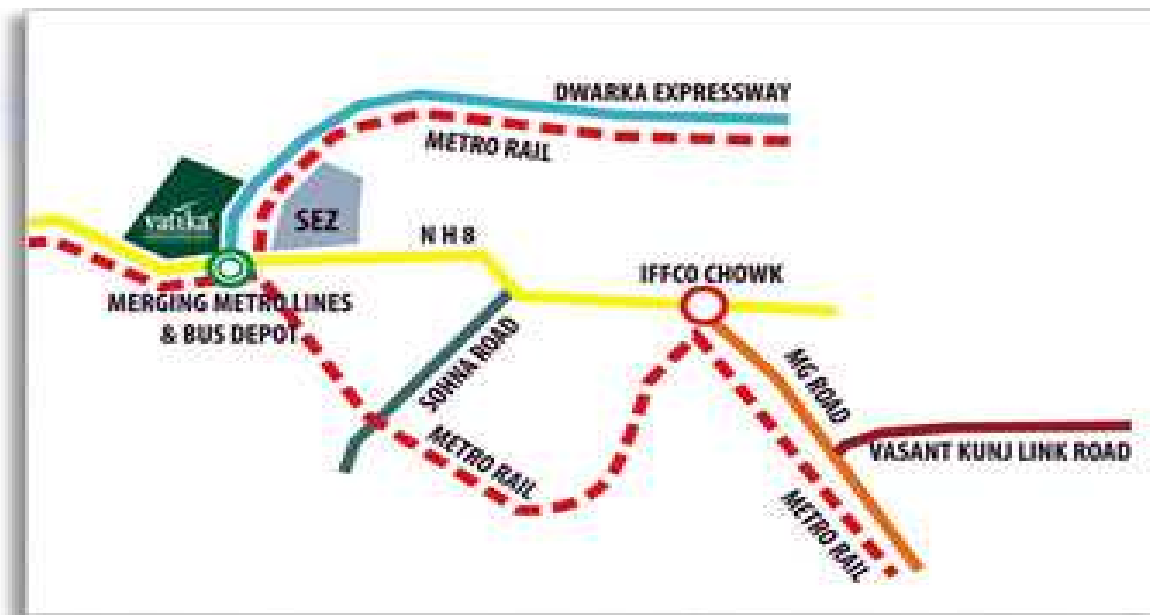 DWARKA EXPRESSWAY
METRO RAIL
vatika
SEZ
N H 8
IFFCO CHOWK
MERGING METRO LINES
& BUS DEPOT
SOHNA ROAD
MG ROAD
METRO RAIL
VASANT KUNJ LINK ROAD
METRO RAIL